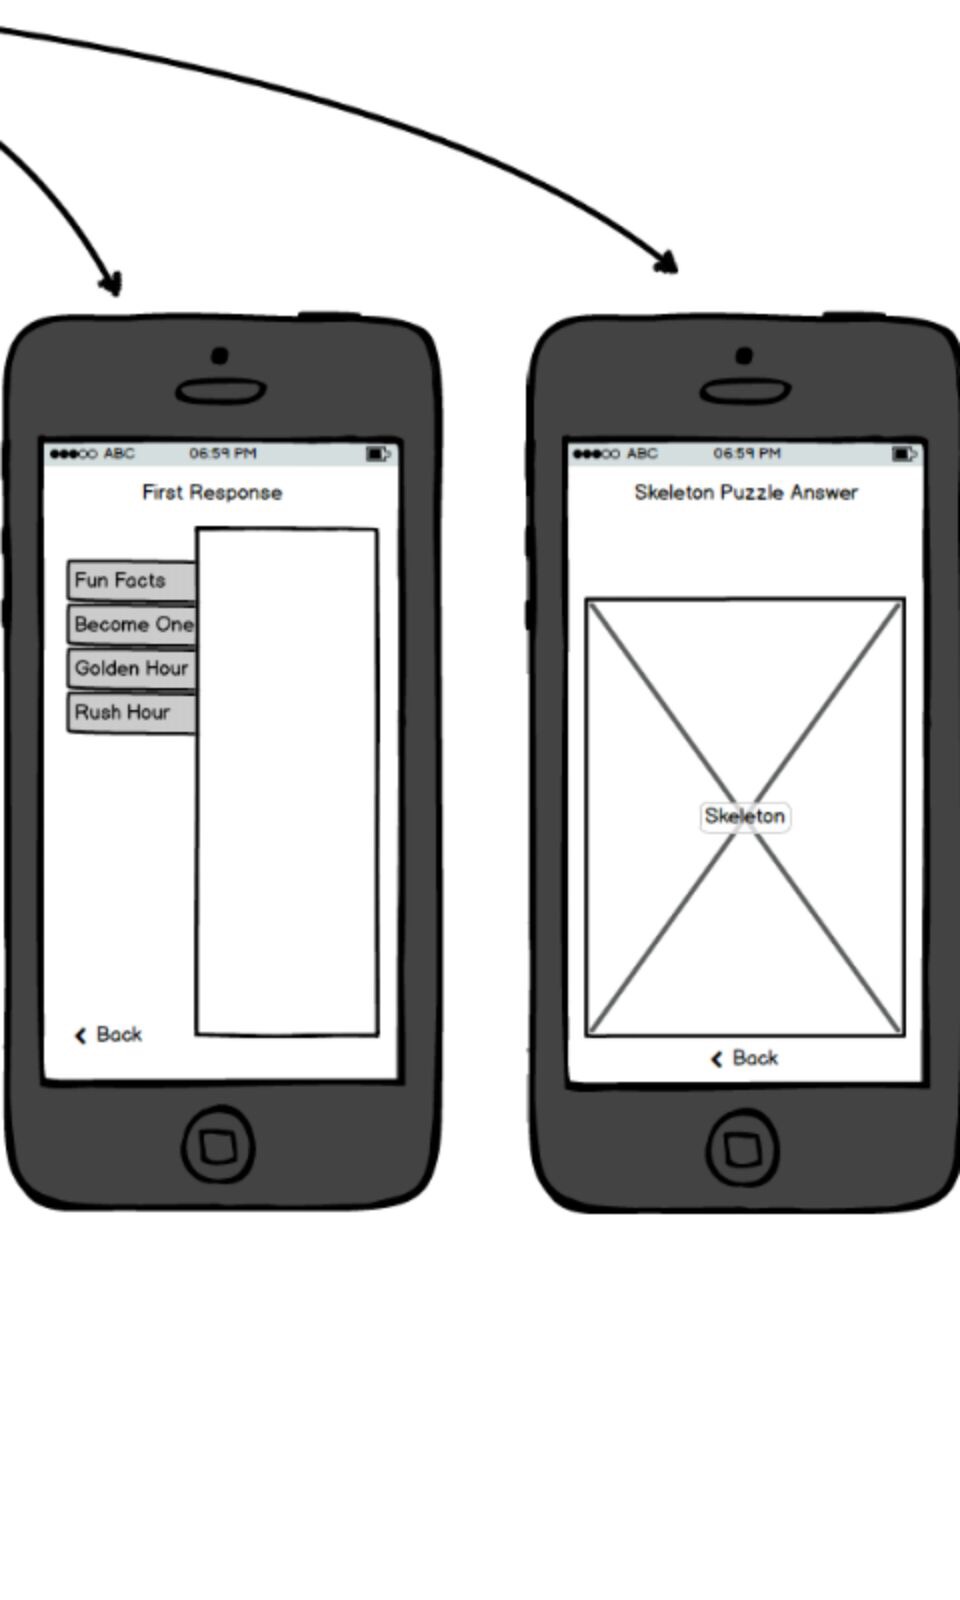 ABC 06:59 PM
First Response
Fun Facts
Become One
Golden Hour
Rush Hour
Back
ABC 06:59 PM
Skeleton Puzzle Answer
Skeleton
Back